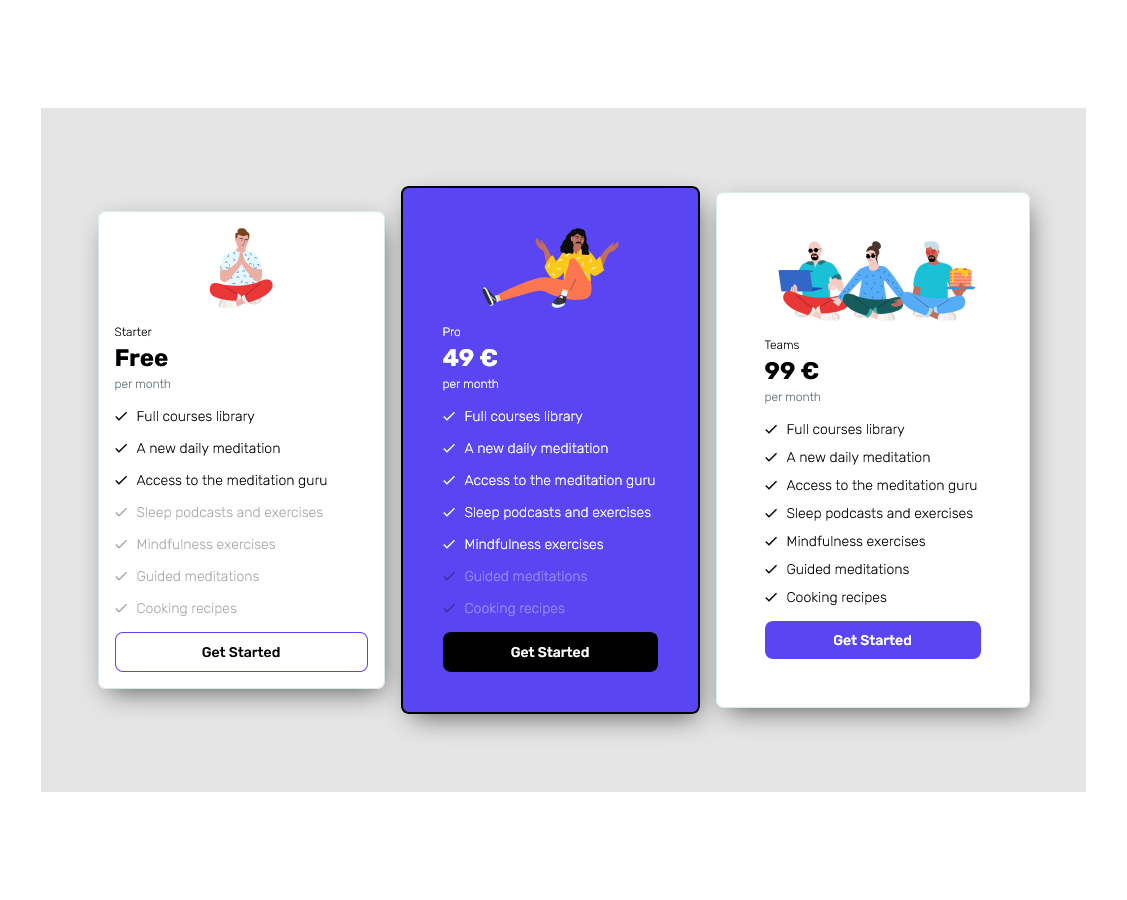 Starter
Free
per month
Full courses library
A new daily meditation
Access to the meditation guru
Sleep podcasts and exercises
Mindfulness exercises
Guided meditations
Cooking recipes
Get Started
Pro
49 €
per month
Full courses library
A new daily meditation
Access to the meditation guru
Sleep podcasts and exercises
Mindfulness exercises
Guided meditations
Cooking recipes
Get Started
Teams
99 €
per month
Full courses library
A new daily meditation
Access to the meditation guru
Sleep podcasts and exercises
Mindfulness exercises
Guided meditations
Cooking recipes
Get Started